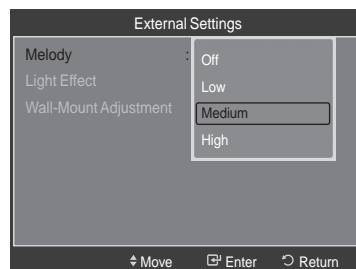 External Settings
Melody : Off
Light Effect Low
Wall-Mount Adjustment Medium
High
Move Enter Return